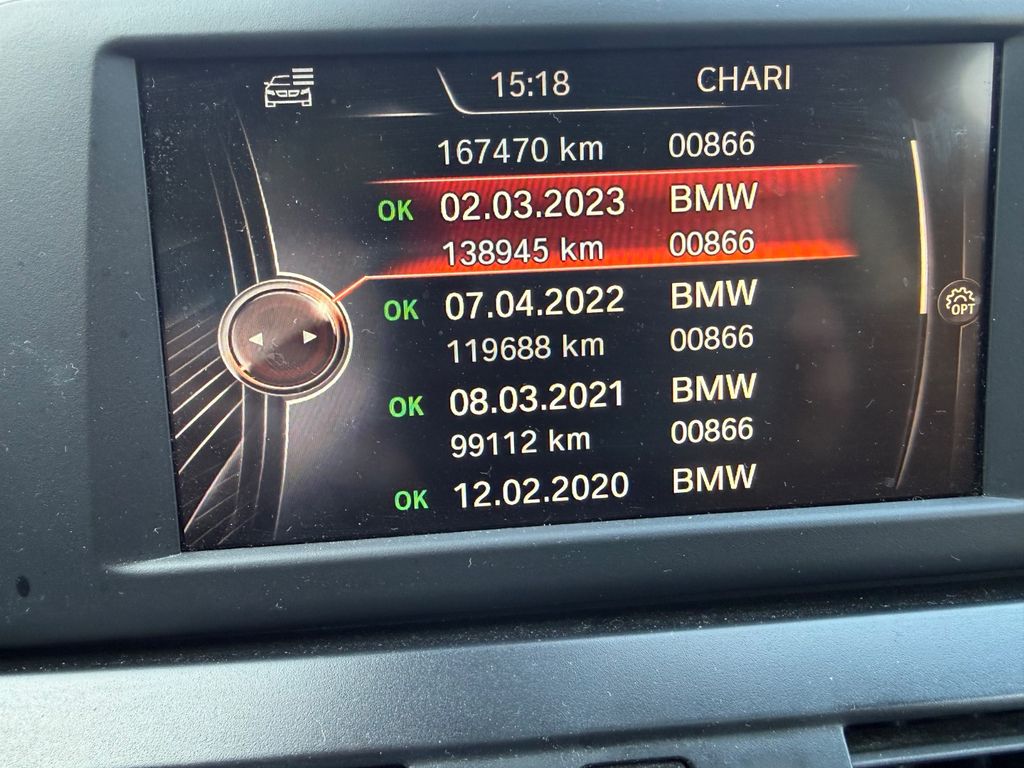 15:18 CHARI
167470 km 00866
OK 02.03.2023 BMW
138945 km 00866
OK 07.04.2022 BMW
119688 km 00866
OK 08.03.2021 BMW
99112 km 00866
OK 12.02.2020 BMW
OPT